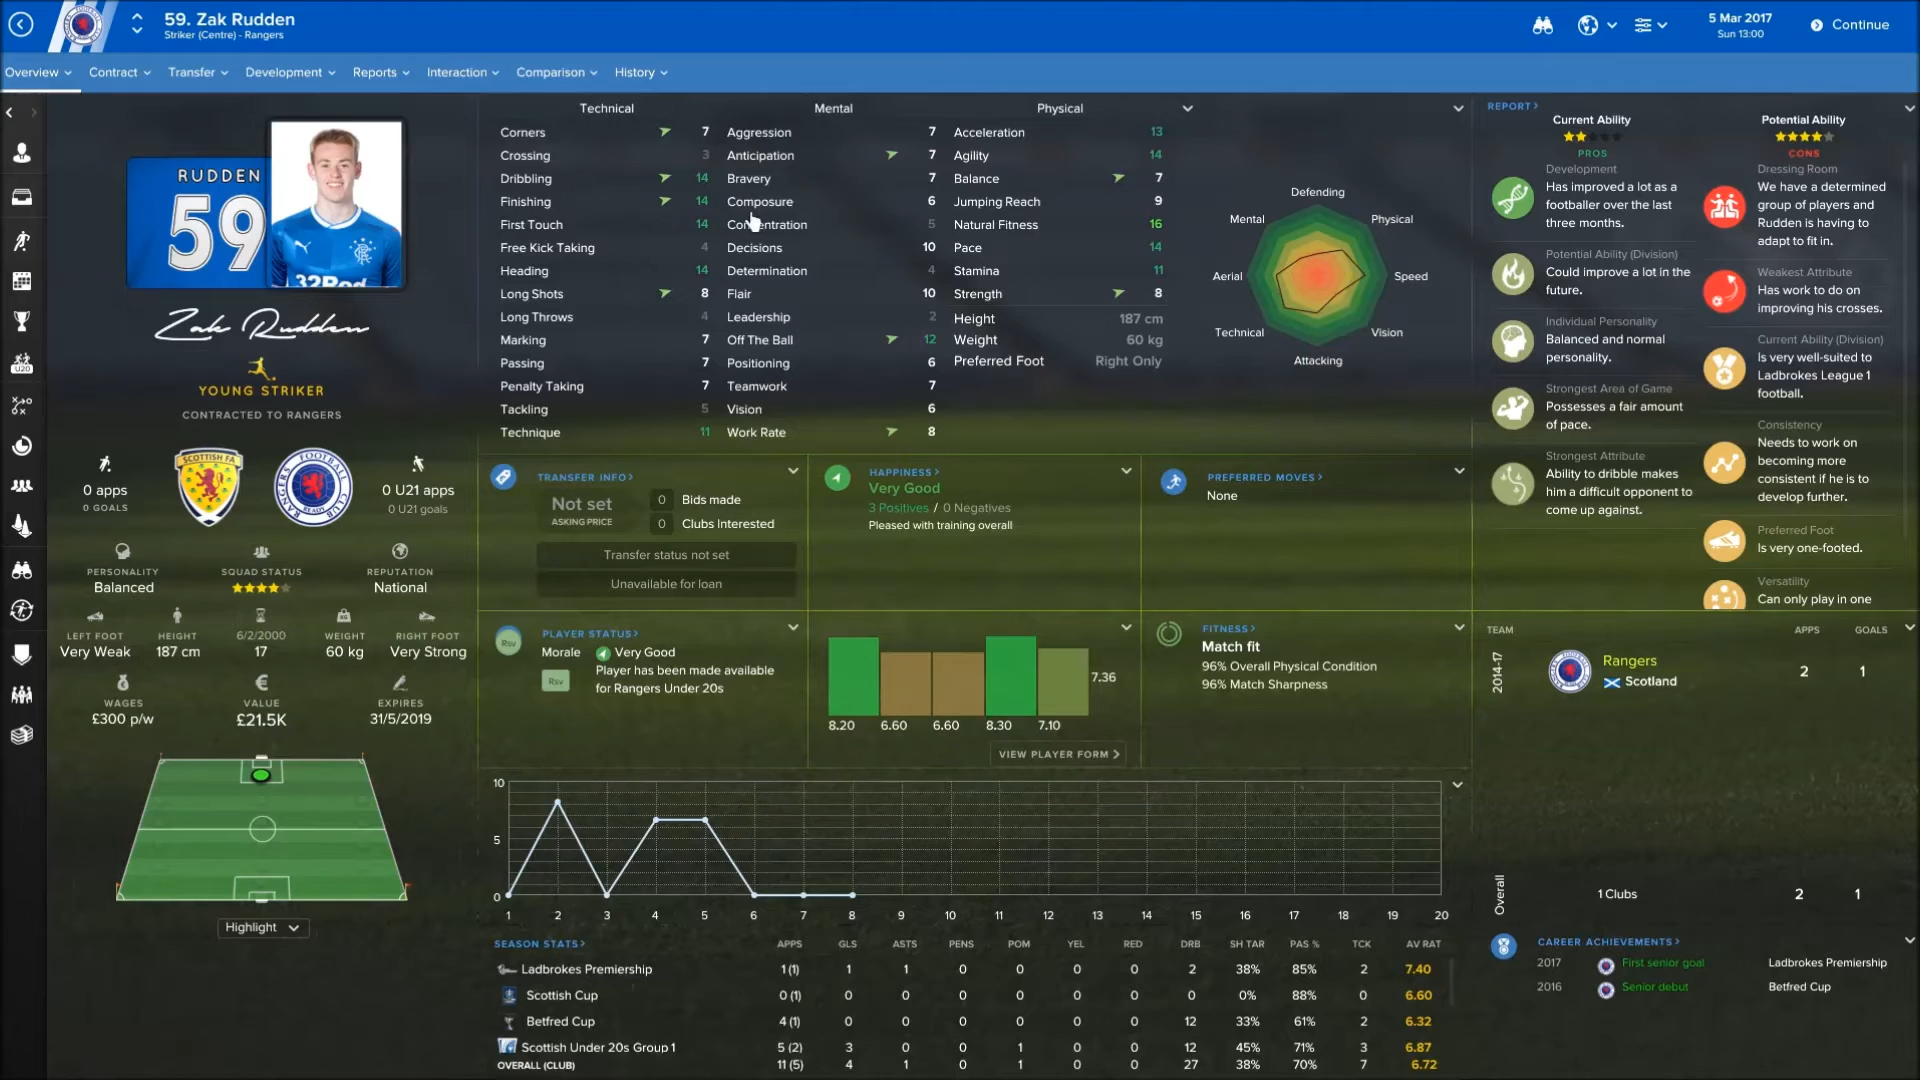 59. Zak Rudden
Striker (Centre) - Rangers
5 Mar 2017
Sun 13:00
Continue
Overview
Contract
Transfer
Development
Reports
Interaction
Comparison
History
RUDDEN
59
32Red
Zak Rudden
YOUNG STRIKER
CONTRACTED TO RANGERS
0 apps
0 GOALS
SCOTTISH FA
RANGERS FOOTBALL CLUB
READY
0 U21 apps
0 U21 goals
PERSONALITY
Balanced
SQUAD STATUS
REPUTATION
National
LEFT FOOT
Very Weak
HEIGHT
187 cm
6/2/2000
17
WEIGHT
60 kg
RIGHT FOOT
Very Strong
WAGES
£300 p/w
VALUE
£21.5K
EXPIRES
31/5/2019
Highlight
U20
Technical
Corners 7
Crossing 3
Dribbling 14
Finishing 14
First Touch 14
Free Kick Taking 4
Heading 14
Long Shots 8
Long Throws 4
Marking 7
Passing 7
Penalty Taking 7
Tackling 5
Technique 11
Mental
Aggression 7
Anticipation 7
Bravery 7
Composure 6
Concentration 5
Decisions 10
Determination 4
Flair 10
Leadership 2
Off The Ball 12
Positioning 6
Teamwork 7
Vision 6
Work Rate 8
Physical
Acceleration 13
Agility 14
Balance 7
Jumping Reach 9
Natural Fitness 16
Pace 14
Stamina 11
Strength 8
Height 187 cm
Weight 60 kg
Preferred Foot Right Only
Defending
Physical
Speed
Vision
Attacking
Technical
Aerial
Mental
REPORT>
Current Ability
PROS
Development
Has improved a lot as a
footballer over the last
three months.
Potential Ability (Division)
Could improve a lot in the
future.
Individual Personality
Balanced and normal
personality.
Strongest Area of Game
Possesses a fair amount
of pace.
Strongest Attribute
Ability to dribble makes
him a difficult opponent to
come up against.
Potential Ability
CONS
Dressing Room
We have a determined
group of players and
Rudden is having to
adapt to fit in.
Weakest Attribute
Has work to do on
improving his crosses.
Current Ability (Division)
Is very well-suited to
Ladbrokes League 1
football.
Consistency
Needs to work on
becoming more
consistent if he is to
develop further.
Preferred Foot
Is very one-footed.
Versatility
Can only play in one
TRANSFER INFO>
Not set
ASKING PRICE
0 Bids made
0 Clubs Interested
Transfer status not set
Unavailable for loan
HAPPINESS>
Very Good
3 Positives / 0 Negatives
Pleased with training overall
PREFERRED MOVES>
None
PLAYER STATUS>
Rsv
Morale Very Good
Rsv
Player has been made available
for Rangers Under 20s
7.36
8.20 6.60 6.60 8.30 7.10
VIEW PLAYER FORM >
FITNESS>
Match fit
96% Overall Physical Condition
96% Match Sharpness
TEAM APPS GOALS
2014-17
Rangers
Scotland
2 1
Overall
1 Clubs 2 1
10
5
0
1 2 3 4 5 6 7 8 9 10 11 12 13 14 15 16 17 18 19 20
SEASON STATS> APPS GLS ASTS PENS POM YEL RED DRB SH TAR PAS % TCK AV RAT
Ladbrokes Premiership 1 (1) 1 1 0 0 0 0 2 38% 85% 2 7.40
Scottish Cup 0 (1) 0 0 0 0 0 0 0 0% 88% 0 6.60
Betfred Cup 4 (1) 0 0 0 0 0 0 12 33% 61% 2 6.32
Scottish Under 20s Group 1 5 (2) 3 0 0 1 0 0 12 45% 71% 3 6.87
OVERALL (CLUB) 11 (5) 4 1 0 1 0 0 27 38% 70% 7 6.72
CAREER ACHIEVEMENTS>
2017 First senior goal Ladbrokes Premiership
2016 Senior debut Betfred Cup